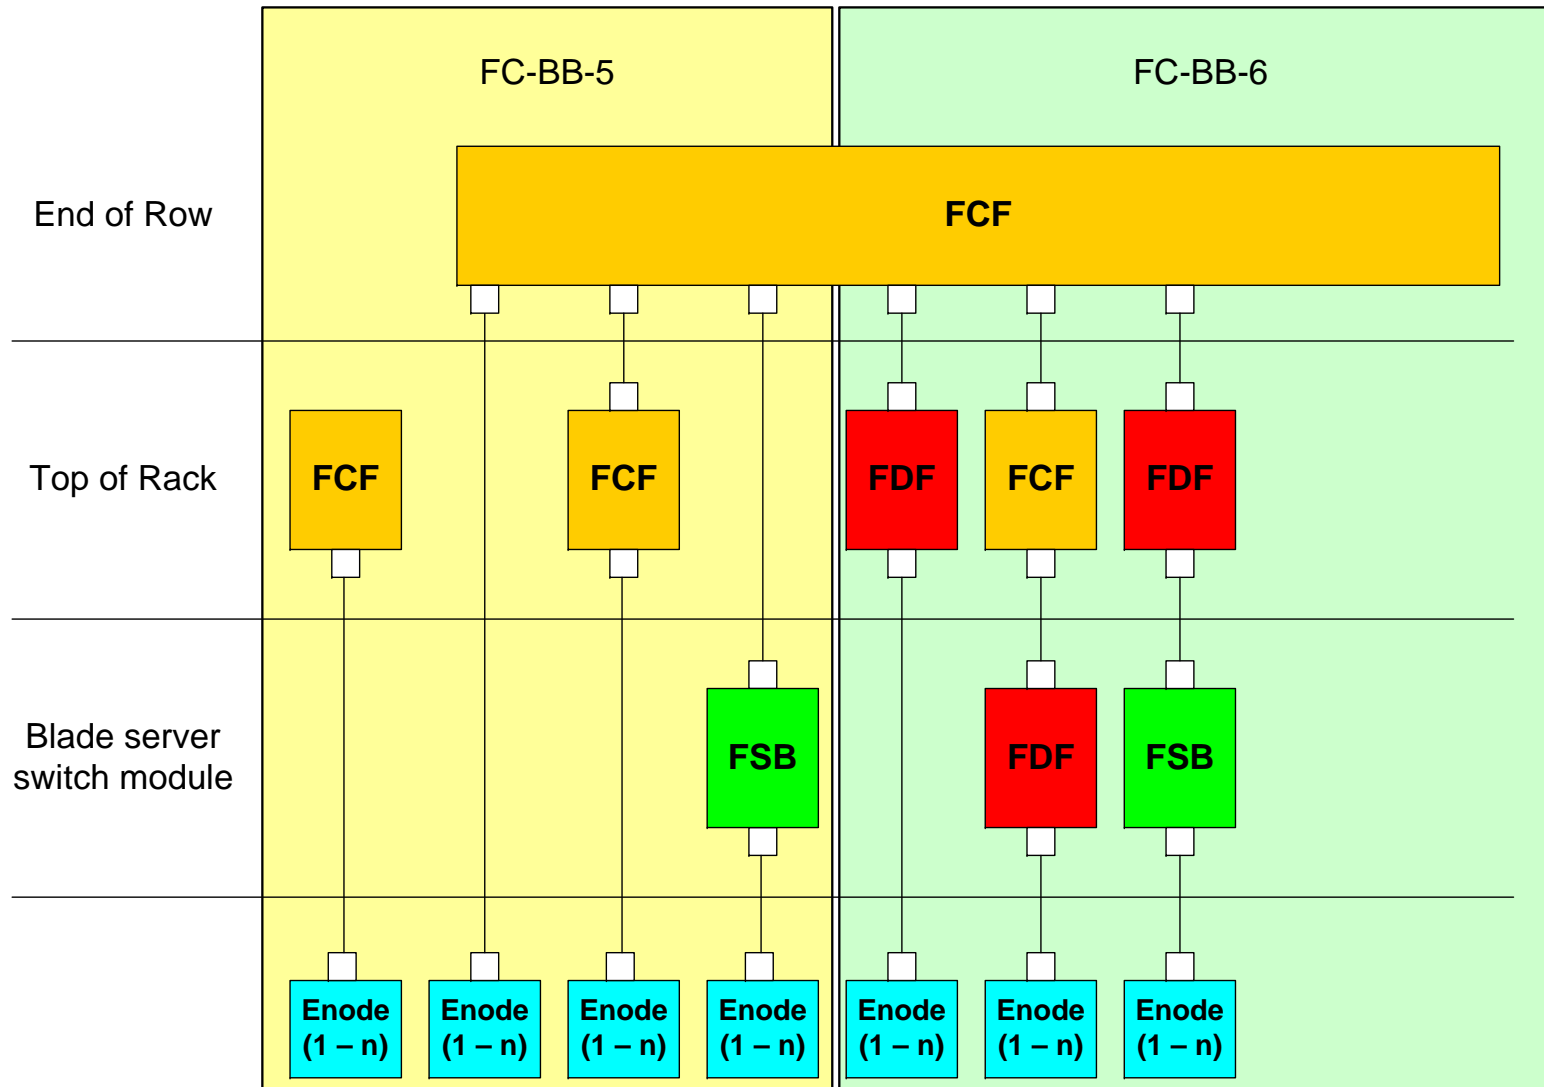 FC-BB-5
FC-BB-6
End of Row
FCF
Top of Rack
FCF
FCF
FDF
FCF
FDF
Blade server
switch module
FSB
FDF
FSB
Enode
(1 – n)
Enode
(1 – n)
Enode
(1 – n)
Enode
(1 – n)
Enode
(1 – n)
Enode
(1 – n)
Enode
(1 – n)